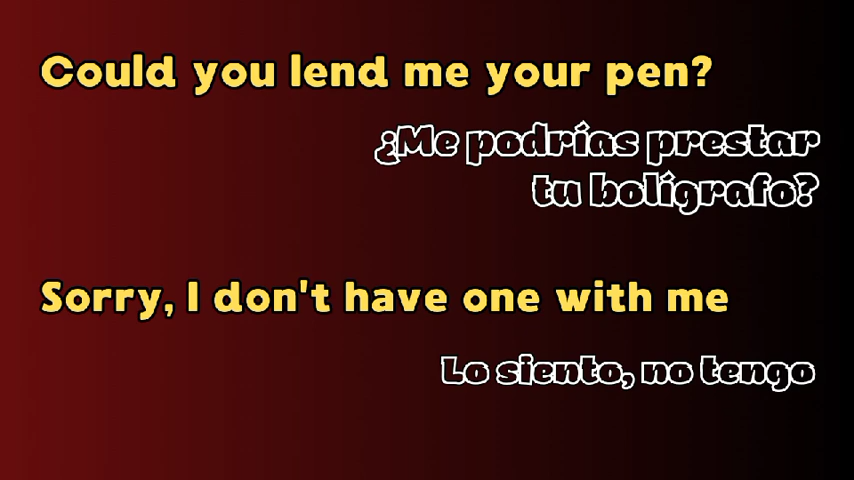 Could you lend me your pen?
¿Me podrías prestar
tu bolígrafo?
Sorry, I don't have one with me
Lo siento, no tengo